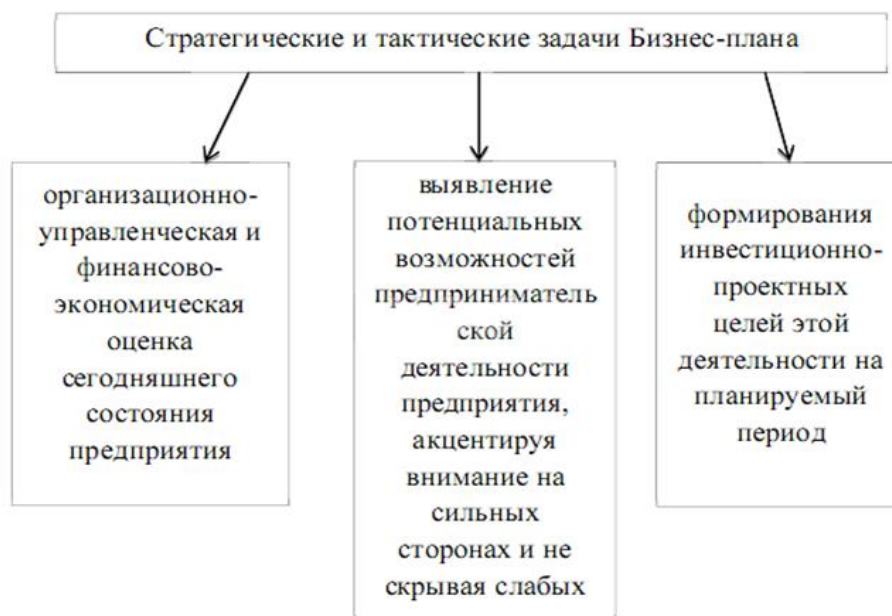 Стратегические и тактические задачи Бизнес-плана
организационно-
управленческая и
финансово-
экономическая
оценка
сегодняшнего
состояния
предприятия
выявление
потенциальных
возможностей
предприниматель
ской
деятельности
предприятия,
акцентируя
внимание на
сильных
сторонах и не
скрывая слабых
формирования
инвестиционно-
проектных
целей этой
деятельности на
планируемый
период